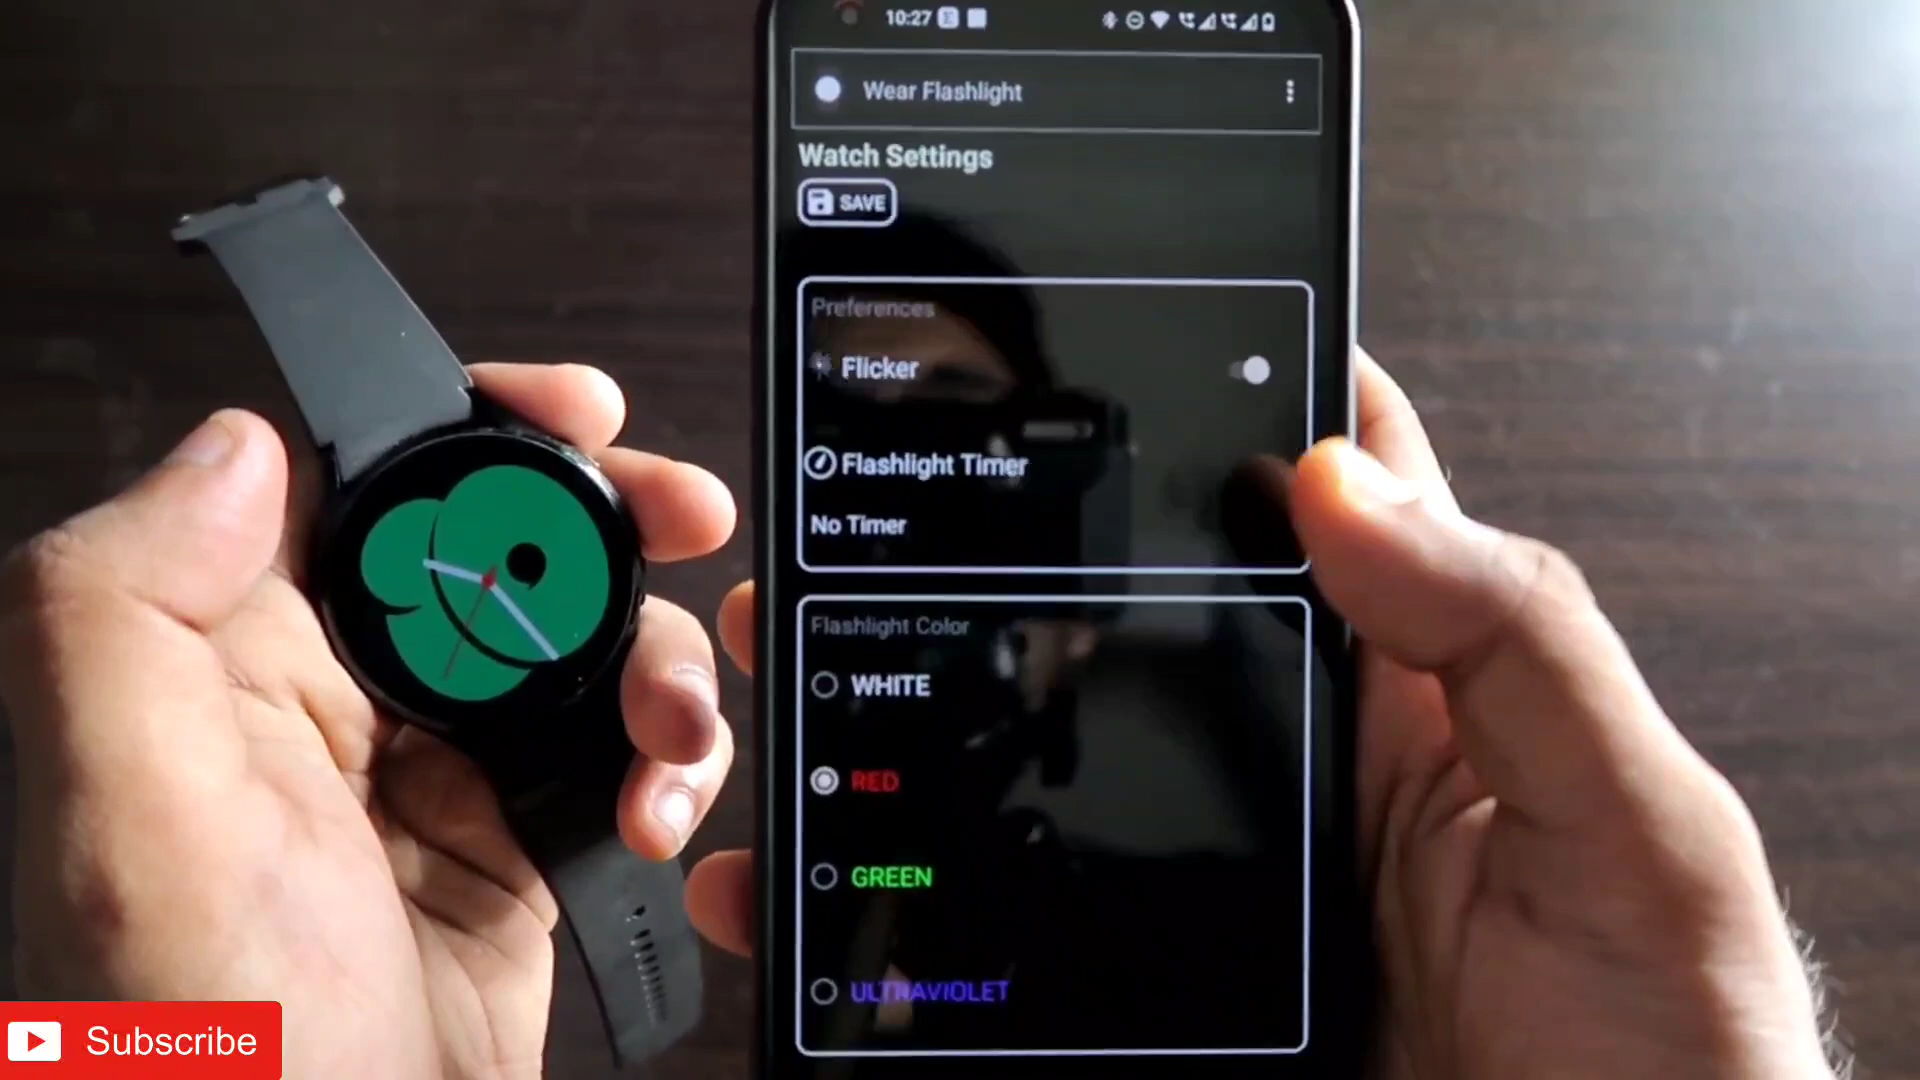 10:27
Wear Flashlight
Watch Settings
SAVE
Preferences
Flicker
Flashlight Timer
No Timer
Flashlight Color
WHITE
RED
GREEN
ULTRAVIOLET
Subscribe